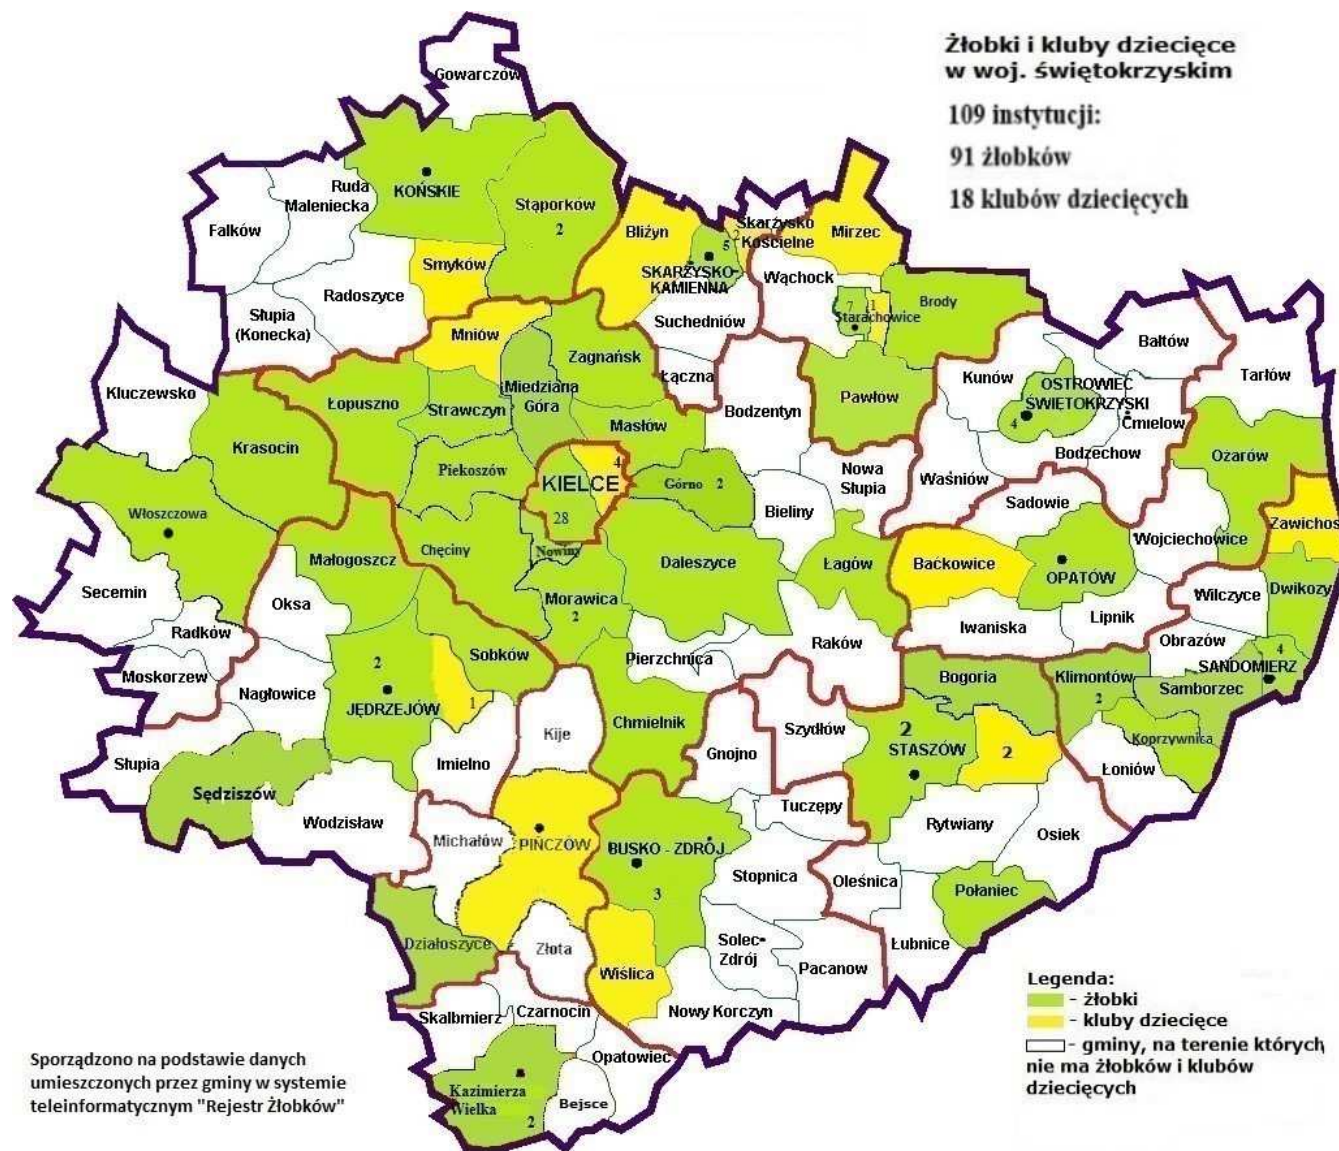 Żłobki i kluby dziecięce
w woj. świętokrzyskim
109 instytucji:
91 żłobków
18 klubów dziecięcych
Gowarczów
KOŃSKIE
Ruda
Maleniecka
Stąporków
2
Fałków
Smyków
Radoszyce
Słupia
(Konecka)
Bliżyn
5
2
Skarżysko
Kościelne
SKARŻYSKO-
KAMIENNA
Mirzec
Wąchock
7
1
Starachowice
Brody
Suchedniów
Łączna
Mniów
Zagnańsk
Miedziana
Góra
Łopuszno
Strawczyn
Masłów
Bodzentyn
Pawłów
Kunów
Bałtów
OSTROWIEC
ŚWIĘTOKRZYSKI
4
Ćmielow
Bodzechow
Tarłów
Kluczewsko
Krasocin
Piekoszów
KIELCE
4
28
Górno 2
Nowa
Słupia
Waśniów
Sadowie
Ożarów
Włoszczowa
Małogoszcz
Chęciny
Nowiny
Daleszyce
Bieliny
Łagów
Baćkowice
OPATÓW
Wojciechowice
Zawichost
Secemin
Oksa
Radków
Morawica
2
Pierzchnica
Raków
Iwaniska
Lipnik
Wilczyce
Dwikozy
Obrazów
Moskorzew
Nagłowice
2
JĘDRZEJÓW
1
Sobków
Chmielnik
Bogoria
Klimontów
2
4
SANDOMIERZ
Samborzec
Koprzywnica
Słupia
Sędziszów
Imielno
Kije
Gnojno
Szydłów
2
STASZÓW
2
Łoniów
Wodzisław
Michałów
PIŃCZÓW
BUSKO - ZDRÓJ
3
Tuczępy
Stopnica
Rytwiany
Osiek
Oleśnica
Połaniec
Działoszyce
Złota
Wiślica
Solec-
Zdrój
Pacanow
Łubnice
Nowy Korczyn
Skalbmierz
Czarnocin
Opatowiec
Kazimierza
Wielka
2
Bejsce
Legenda:
- żłobki
- kluby dziecięce
- gminy, na terenie których
nie ma żłobków i klubów
dziecięcych
Sporządzono na podstawie danych
umieszczonych przez gminy w systemie
teleinformatycznym "Rejestr Żłobków"